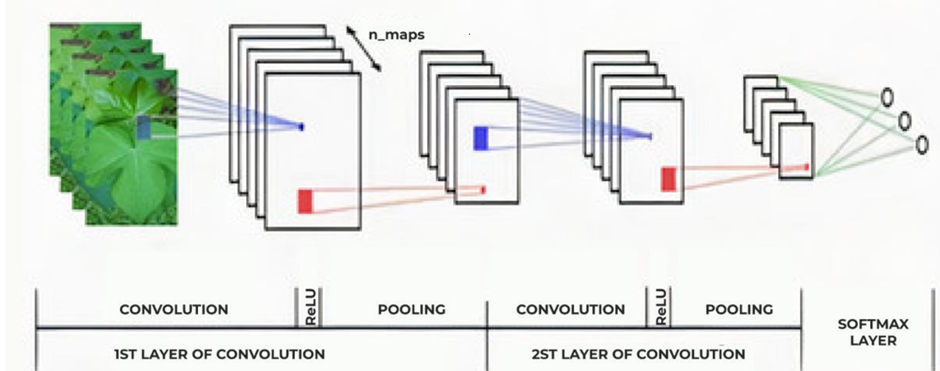 n_maps
CONVOLUTION
ReLU
POOLING
CONVOLUTION
ReLU
POOLING
SOFTMAX
LAYER
1ST LAYER OF CONVOLUTION
2ST LAYER OF CONVOLUTION